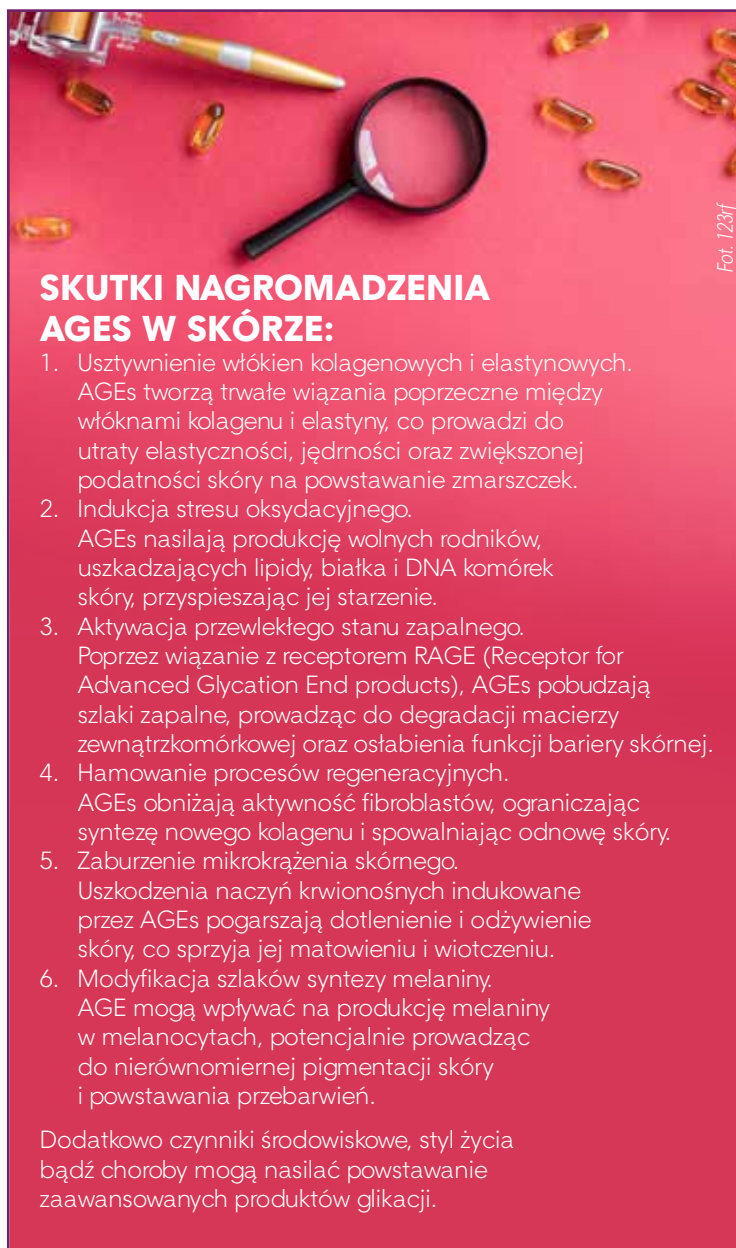 Fot. 123rf
SKUTKI NAGROMADZENIA
AGES W SKÓRZE:
1. Usztywnienie włókien kolagenowych i elastynowych.
AGEs tworzą trwałe wiązania poprzeczne między
włóknami kolagenu i elastyny, co prowadzi do
utraty elastyczności, jędrności oraz zwiększonej
podatności skóry na powstawanie zmarszczek.
2. Indukcja stresu oksydacyjnego.
AGEs nasilają produkcję wolnych rodników,
uszkadzających lipidy, białka i DNA komórek
skóry, przyspieszając jej starzenie.
3. Aktywacja przewlekłego stanu zapalnego.
Poprzez wiązanie z receptorem RAGE (Receptor for
Advanced Glycation End products), AGEs pobudzają
szlaki zapalne, prowadząc do degradacji macierzy
zewnątrzkomórkowej oraz osłabienia funkcji bariery skórnej.
4. Hamowanie procesów regeneracyjnych.
AGEs obniżają aktywność fibroblastów, ograniczając
syntezę nowego kolagenu i spowalniając odnowę skóry.
5. Zaburzenie mikrokrążenia skórnego.
Uszkodzenia naczyń krwionośnych indukowane
przez AGEs pogarszają dotlenienie i odżywienie
skóry, co sprzyja jej matowieniu i wiotczeniu.
6. Modyfikacja szlaków syntezy melaniny.
AGE mogą wpływać na produkcję melaniny
w melanocytach, potencjalnie prowadząc
do nierównomiernej pigmentacji skóry
i powstawania przebarwień.
Dodatkowo czynniki środowiskowe, styl życia
bądź choroby mogą nasilać powstawanie
zaawansowanych produktów glikacji.